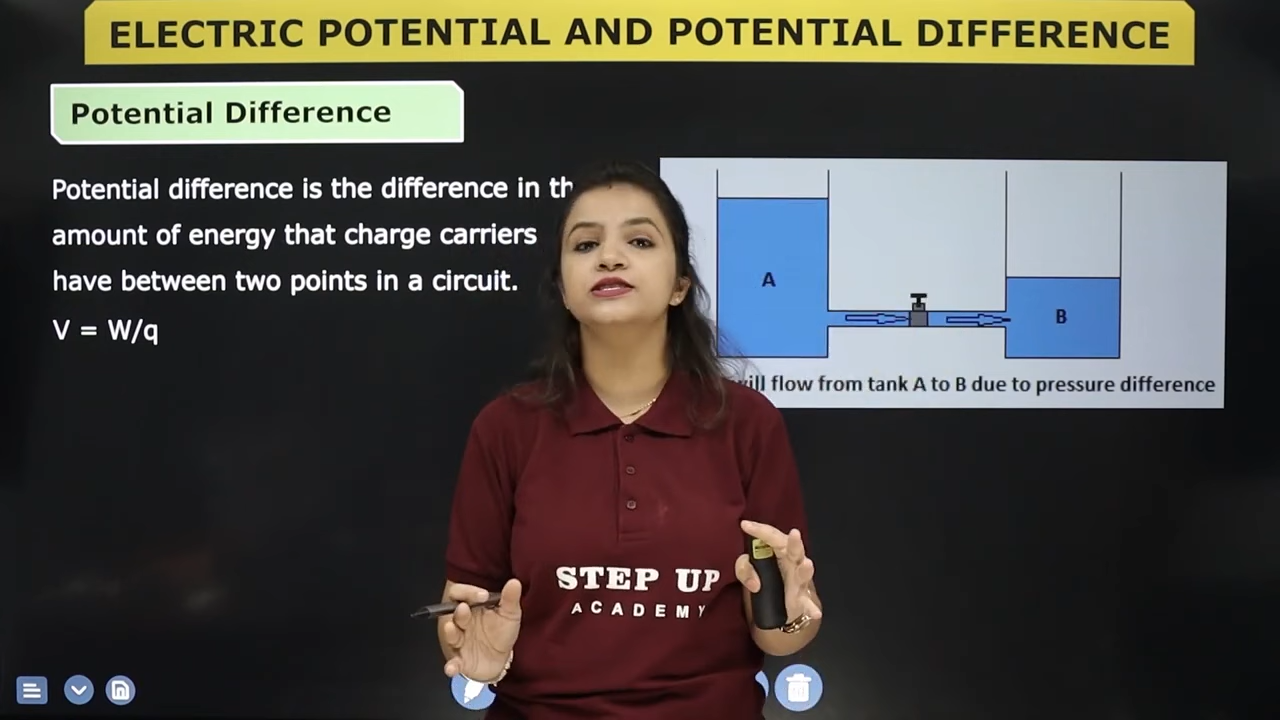 ELECTRIC POTENTIAL AND POTENTIAL DIFFERENCE
Potential Difference
Potential difference is the difference in th
amount of energy that charge carriers
have between two points in a circuit.
V = W/q
A
B
will flow from tank A to B due to pressure difference
STEP UP
ACADEMY